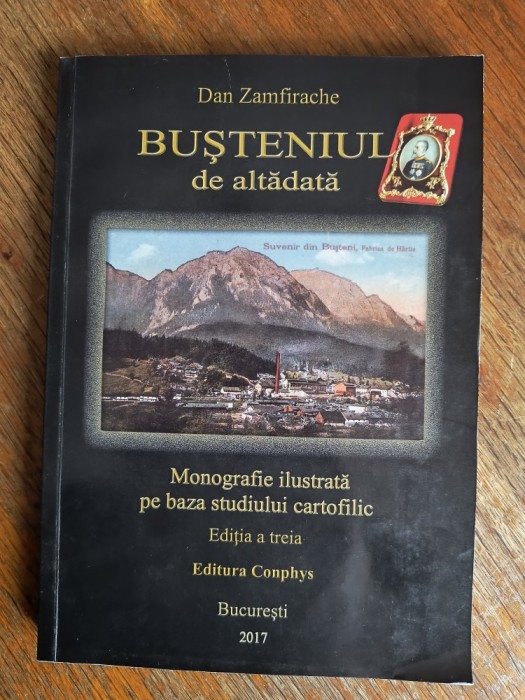 Dan Zamfirache
BUŞTENIUL
de altădată
Suvenir din Buşteni, Fabrica de Hârtie
Monografie ilustrată
pe baza studiului cartofilic
Ediția a treia
Editura Conphys
Bucureşti
2017